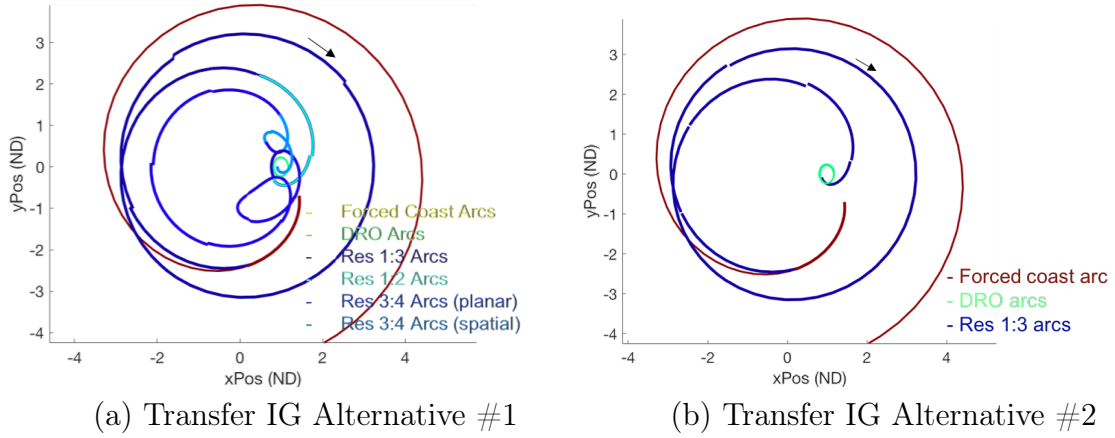 3
2
1
0
-1
-2
-3
-4
yPos (ND)
-4 -2 0 2 4
xPos (ND)
- Forced Coast Arcs
- DRO Arcs
- Res 1:3 Arcs
- Res 1:2 Arcs
- Res 3:4 Arcs (planar)
- Res 3:4 Arcs (spatial)
(a) Transfer IG Alternative #1
3
2
1
0
-1
-2
-3
-4
yPos (ND)
-4 -2 0 2 4
xPos (ND)
- Forced coast arc
- DRO arcs
- Res 1:3 arcs
(b) Transfer IG Alternative #2